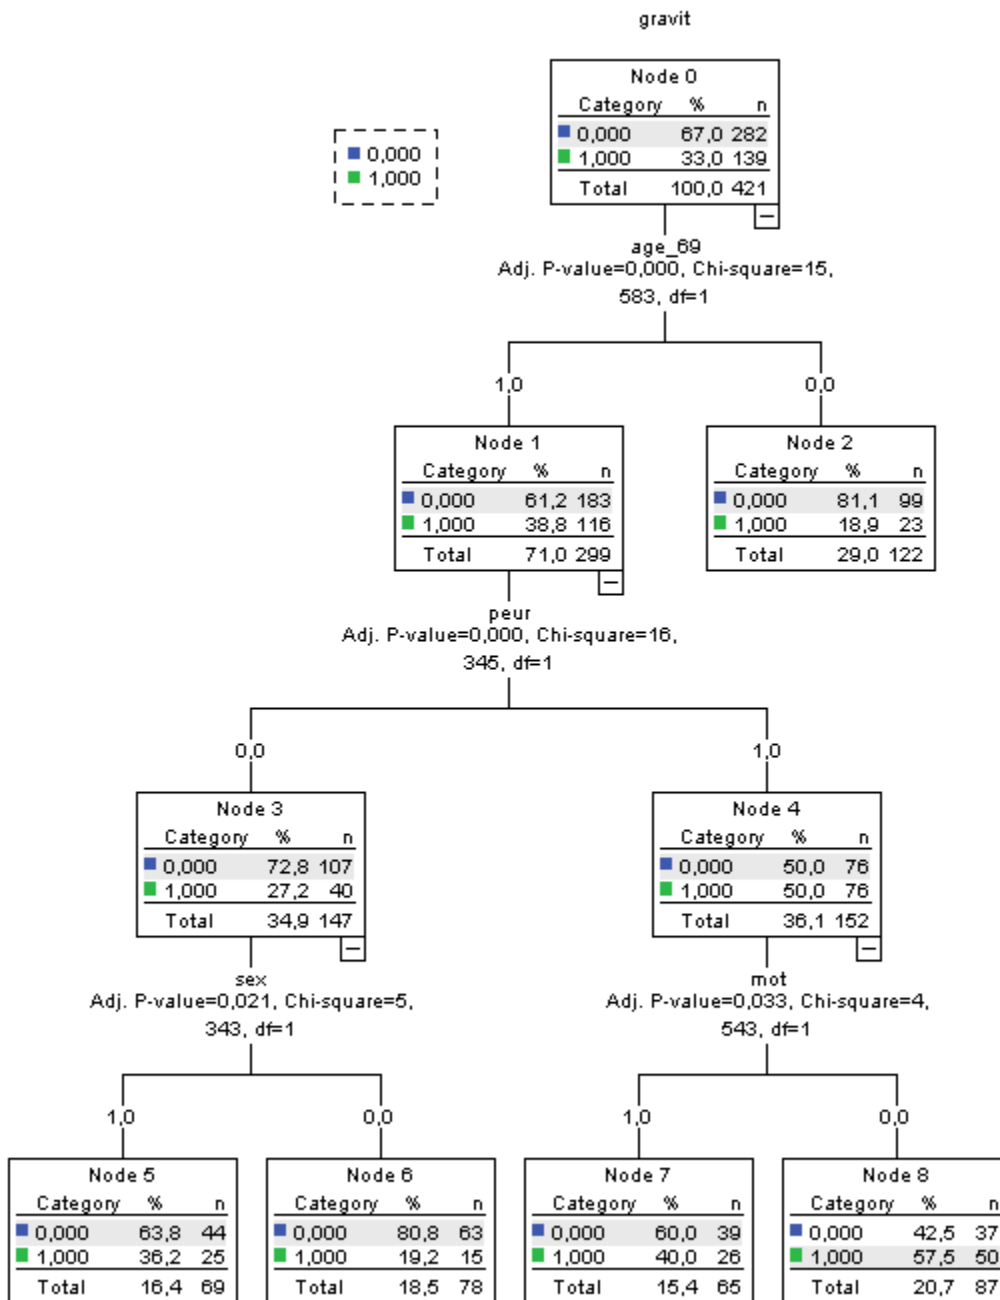 gravit
Node 0
Category % n
0,000 67,0 282
1,000 33,0 139
Total 100,0 421
0,000
1,000
age_69
Adj. P-value=0,000, Chi-square=15,
583, df=1
1,0
0,0
Node 1
Category % n
0,000 61,2 183
1,000 38,8 116
Total 71,0 299
Node 2
Category % n
0,000 81,1 99
1,000 18,9 23
Total 29,0 122
peur
Adj. P-value=0,000, Chi-square=16,
345, df=1
0,0
1,0
Node 3
Category % n
0,000 72,8 107
1,000 27,2 40
Total 34,9 147
Node 4
Category % n
0,000 50,0 76
1,000 50,0 76
Total 36,1 152
sex
Adj. P-value=0,021, Chi-square=5,
343, df=1
mot
Adj. P-value=0,033, Chi-square=4,
543, df=1
1,0
0,0
1,0
0,0
Node 5
Category % n
0,000 63,8 44
1,000 36,2 25
Total 16,4 69
Node 6
Category % n
0,000 80,8 63
1,000 19,2 15
Total 18,5 78
Node 7
Category % n
0,000 60,0 39
1,000 40,0 26
Total 15,4 65
Node 8
Category % n
0,000 42,5 37
1,000 57,5 50
Total 20,7 87